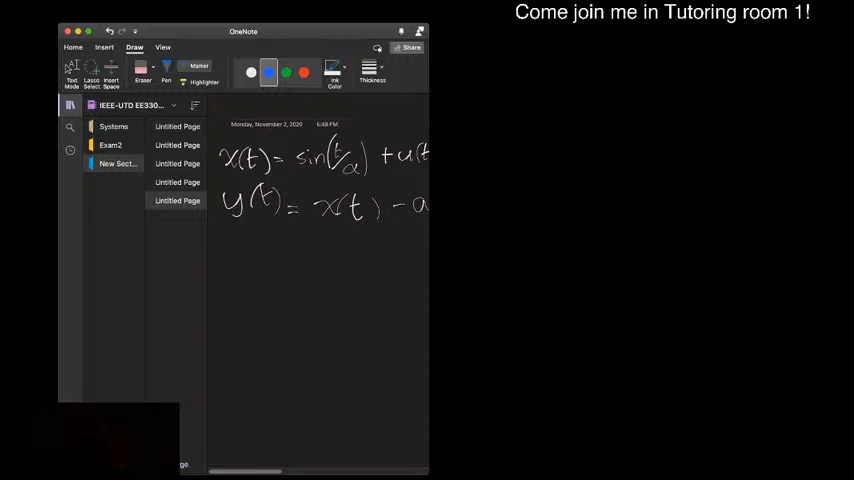 Come join me in Tutoring room 1!
OneNote
Home Insert Draw View
Share
Text Mode
Lasso Select
Insert Space
Eraser
Pen
Marker
Highlighter
Ink Color
Thickness
IEEE-UTD EE330...
Systems
Exam2
New Sect...
Untitled Page
Untitled Page
Untitled Page
Untitled Page
Untitled Page
Monday, November 2, 2020 6:48 PM
x(t) = sin(t/a) + u(t
y(t) = x(t) - a
ge